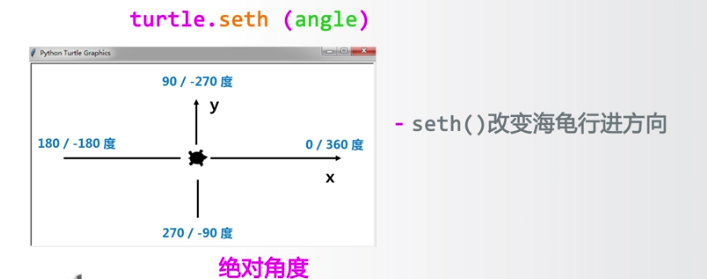 turtle.seth (angle)
Python Turtle Graphics
90 / -270 度
y
- seth()改变海龟行进方向
180 / -180 度
0 / 360 度
x
270 / -90 度
绝对角度